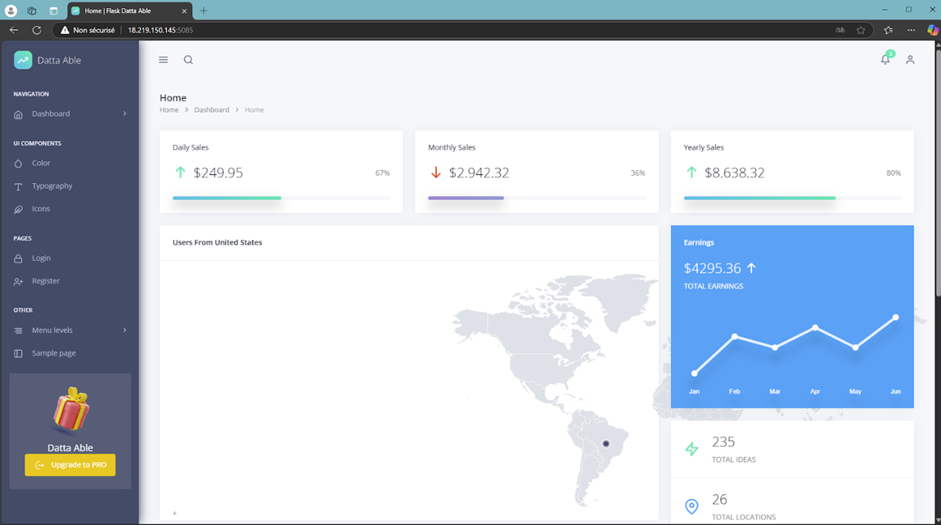 Home | Flask Datta Able
Non sécurisé
18.219.150.145:5085
Datta Able
NAVIGATION
Dashboard
UI COMPONENTS
Color
Typography
Icons
PAGES
Login
Register
OTHER
Menu levels
Sample page
Datta Able
Upgrade to PRO
Home
Home > Dashboard > Home
Daily Sales
$249.95
67%
Monthly Sales
$2.942.32
36%
Yearly Sales
$8.638.32
80%
Users From United States
Earnings
$4295.36
TOTAL EARNINGS
Jan Feb Mar Apr May Jun
235
TOTAL IDEAS
26
TOTAL LOCATIONS